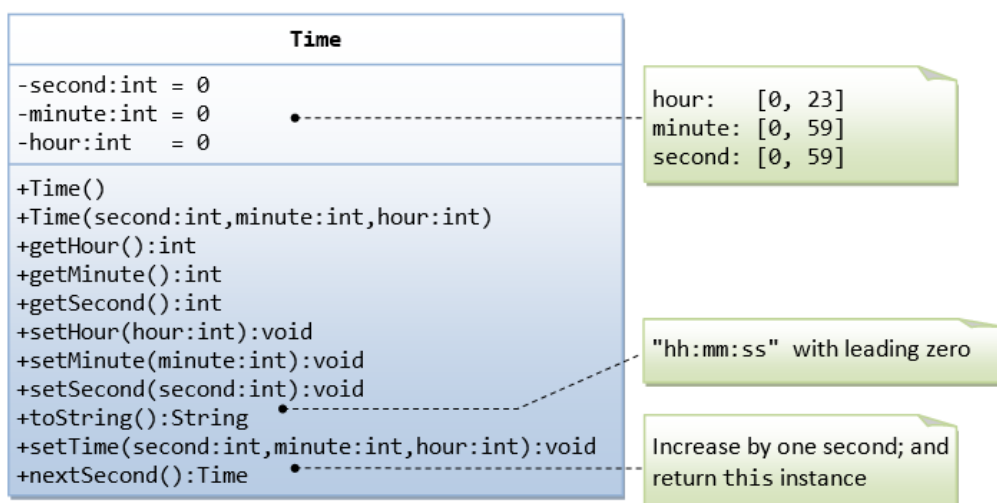 Time
-second:int = 0
-minute:int = 0
-hour:int   = 0
hour:   [0, 23]
minute: [0, 59]
second: [0, 59]
+Time()
+Time(second:int,minute:int,hour:int)
+getHour():int
+getMinute():int
+getSecond():int
+setHour(hour:int):void
+setMinute(minute:int):void
+setSecond(second:int):void
+toString():String
+setTime(second:int,minute:int,hour:int):void
+nextSecond():Time
"hh:mm:ss" with leading zero
Increase by one second; and
return this instance